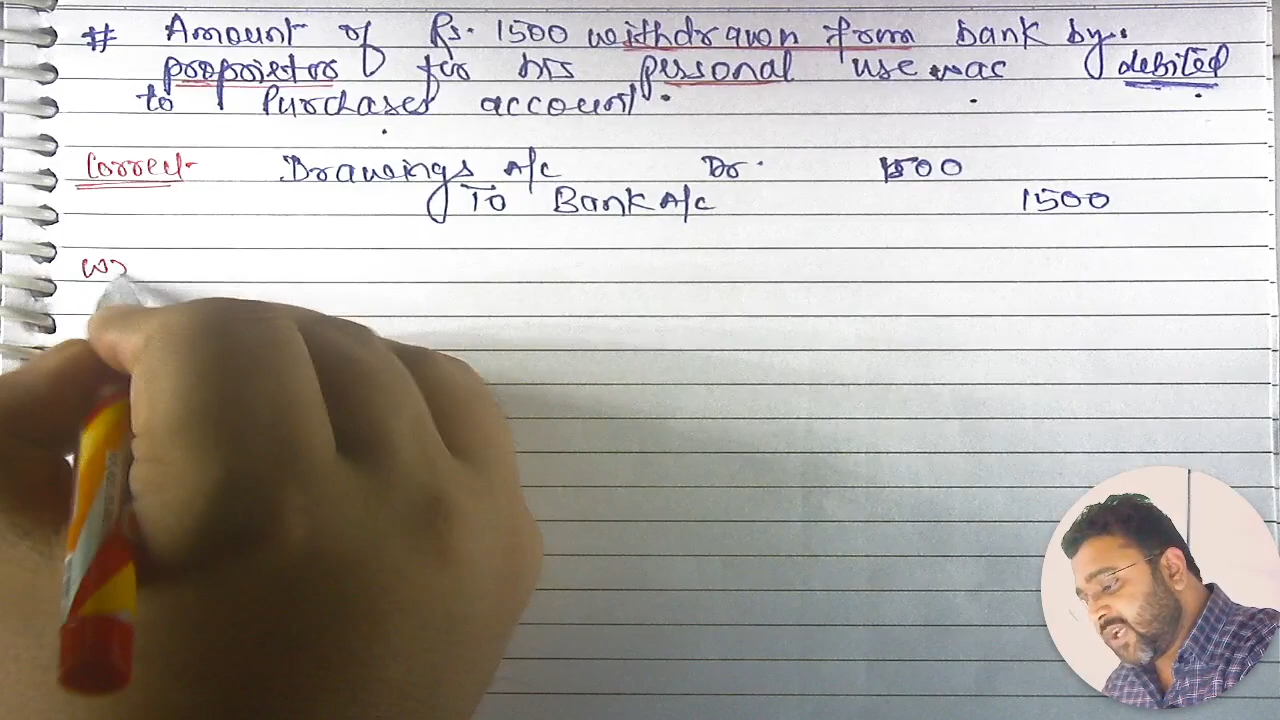 # Amount of Rs. 1500 withdrawn from bank by
proprietor for his personal use was debited
to Purchases account.
Correct- Drawings A/c Dr. 1500
To Bank A/c 1500